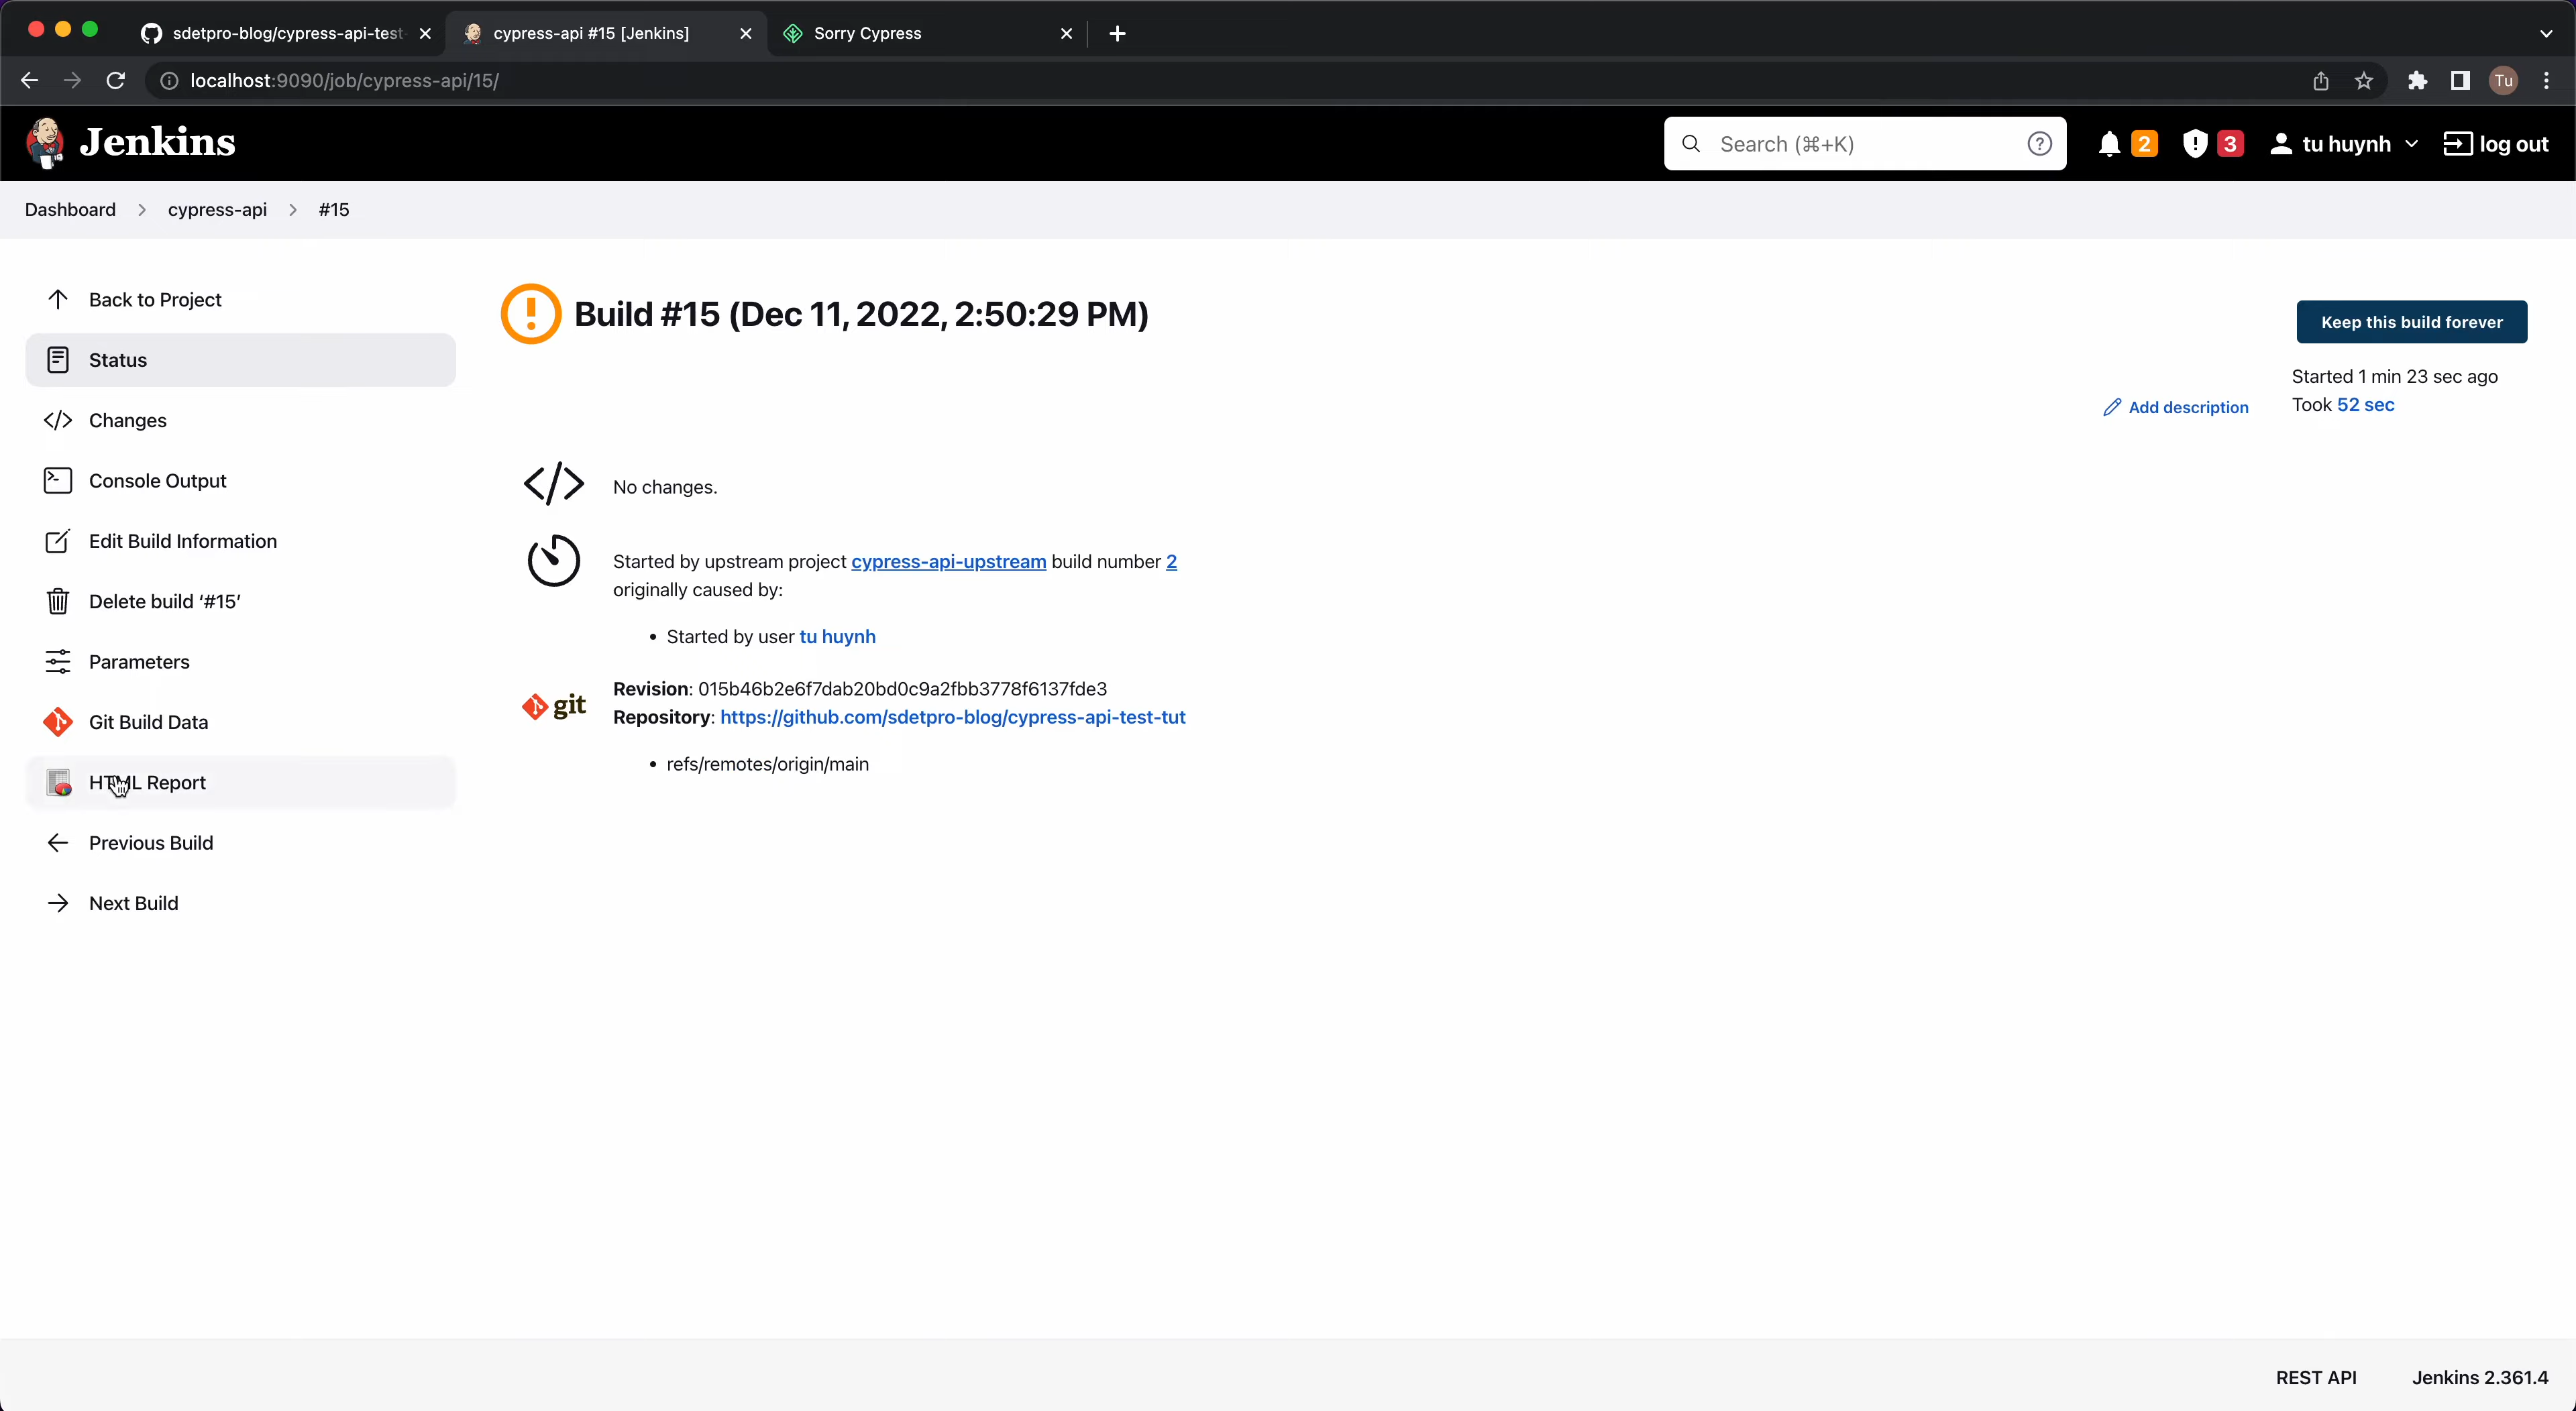 sdetpro-blog/cypress-api-test-
cypress-api #15 [Jenkins]
Sorry Cypress
localhost:9090/job/cypress-api/15/
Tu
Jenkins
Search (⌘+K)
2
3
tu huynh
log out
Dashboard
cypress-api
#15
Back to Project
Status
Changes
Console Output
Edit Build Information
Delete build ‘#15’
Parameters
Git Build Data
HTML Report
Previous Build
Next Build
Build #15 (Dec 11, 2022, 2:50:29 PM)
Keep this build forever
Started 1 min 23 sec ago
Took 52 sec
Add description
No changes.
Started by upstream project cypress-api-upstream build number 2
originally caused by:
• Started by user tu huynh
git
Revision: 015b46b2e6f7dab20bd0c9a2fbb3778f6137fde3
Repository: https://github.com/sdetpro-blog/cypress-api-test-tut
• refs/remotes/origin/main
REST API
Jenkins 2.361.4